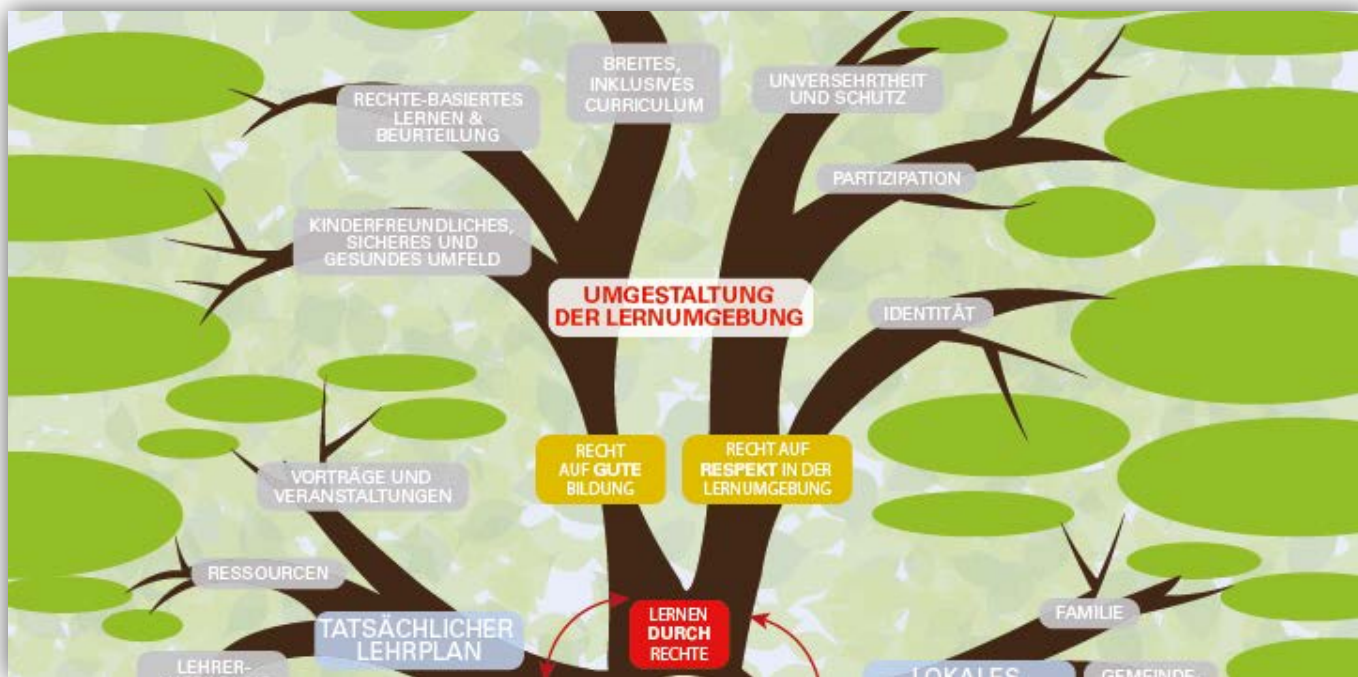 BREITES,
INKLUSIVES
CURRICULUM
UNVERSEHRTHEIT
UND SCHUTZ
RECHTE-BASIERTES
LERNEN &
BEURTEILUNG
PARTIZIPATION
KINDERFREUNDLICHES,
SICHERES UND
GESUNDES UMFELD
UMGESTALTUNG
DER LERNUMGEBUNG
IDENTITÄT
RECHT
AUF GUTE
BILDUNG
RECHT AUF
RESPEKT IN DER
LERNUMGEBUNG
VORTRÄGE UND
VERANSTALTUNGEN
RESSOURCEN
LERNEN
DURCH
RECHTE
FAMILIE
TATSÄCHLICHER
LEHRPLAN
LEHRER-
LOKALES
GEMEINDE